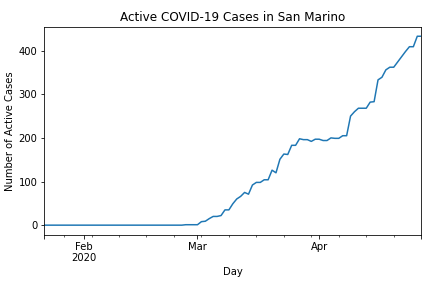 Active COVID-19 Cases in San Marino
Number of Active Cases
400
300
200
100
0
Feb
2020
Mar
Apr
Day